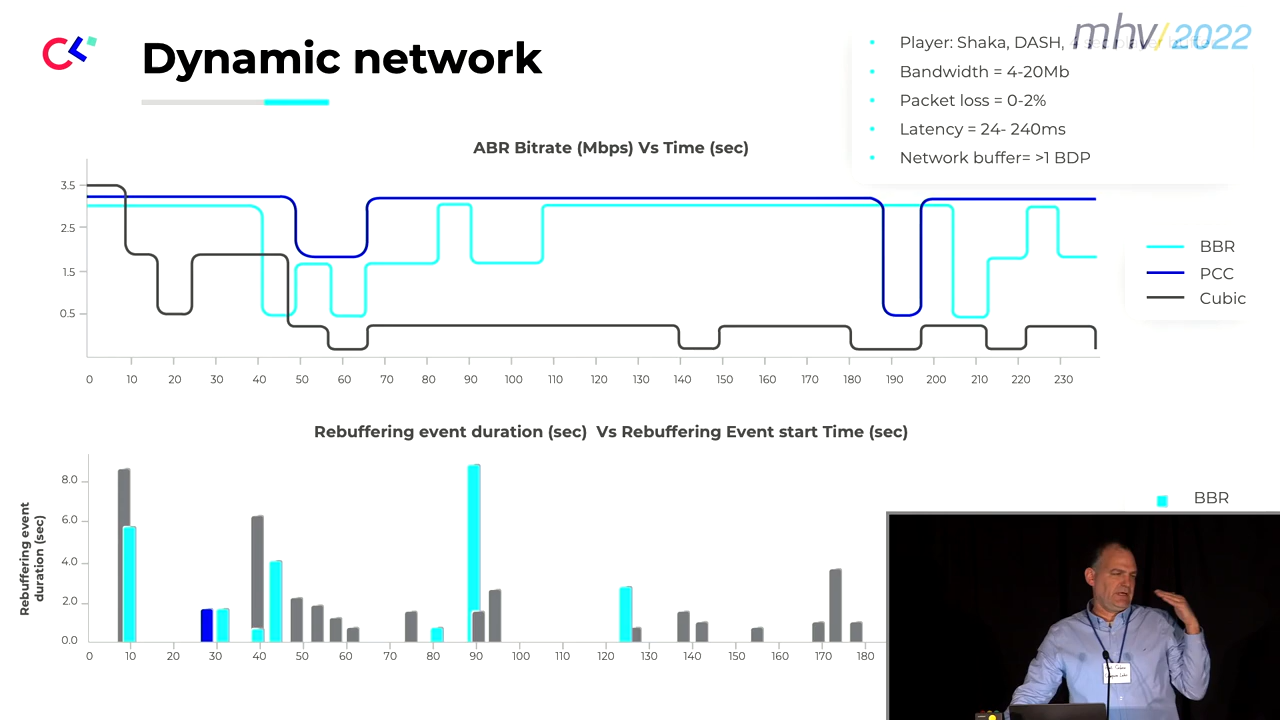 Dynamic network
mhv/2022
Player: Shaka, DASH,
Bandwidth = 4-20Mb
Packet loss = 0-2%
Latency = 24- 240ms
Network buffer= >1 BDP
ABR Bitrate (Mbps) Vs Time (sec)
3.5
2.5
1.5
0.5
0 10 20 30 40 50 60 70 80 90 100 110 120 130 140 150 160 170 180 190 200 210 220 230
BBR
PCC
Cubic
Rebuffering event duration (sec) Vs Rebuffering Event start Time (sec)
Rebuffering event
duration (sec)
8.0
6.0
4.0
2.0
0.0
0 10 20 30 40 50 60 70 80 90 100 110 120 130 140 150 160 170 180
BBR